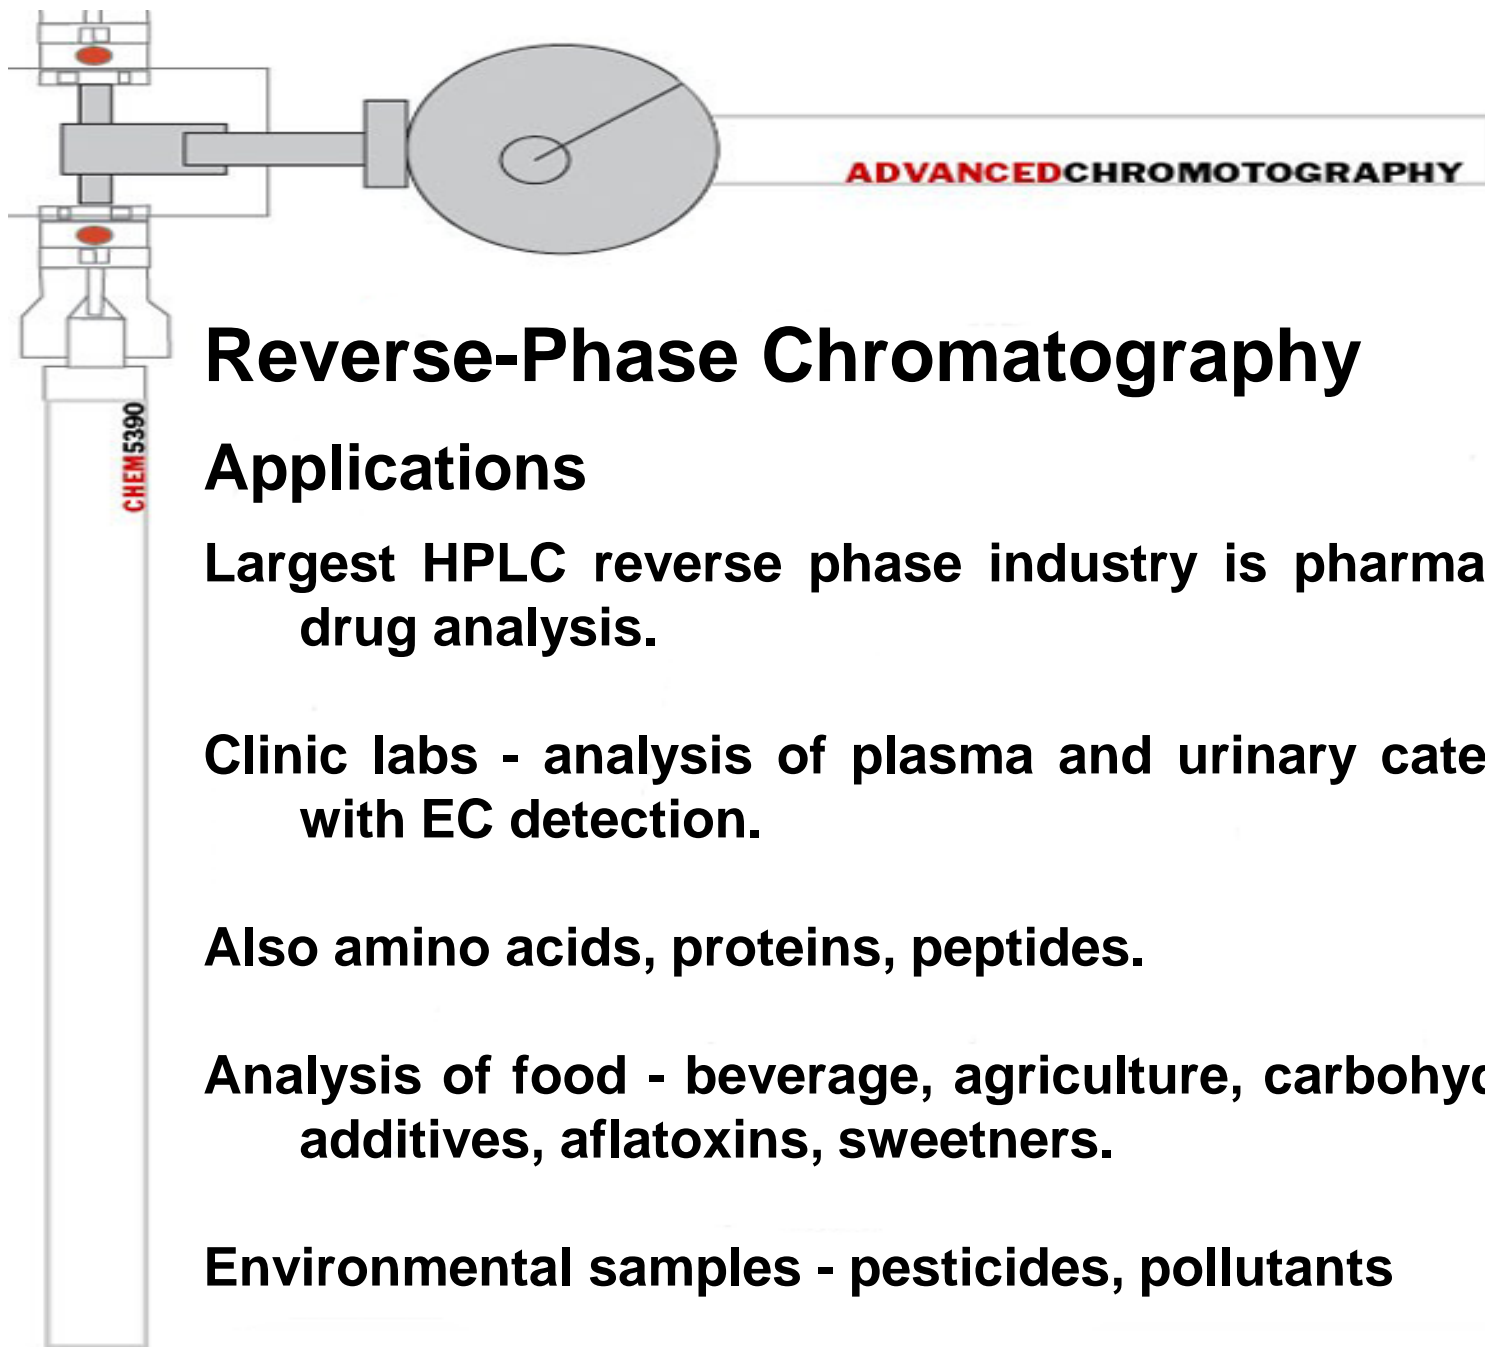 ADVANCEDCHROMOTOGRAPHY
CHEM5390
Reverse-Phase Chromatography
Applications
Largest HPLC reverse phase industry is pharma
drug analysis.
Clinic labs - analysis of plasma and urinary cate
with EC detection.
Also amino acids, proteins, peptides.
Analysis of food - beverage, agriculture, carbohyd
additives, aflatoxins, sweetners.
Environmental samples - pesticides, pollutants